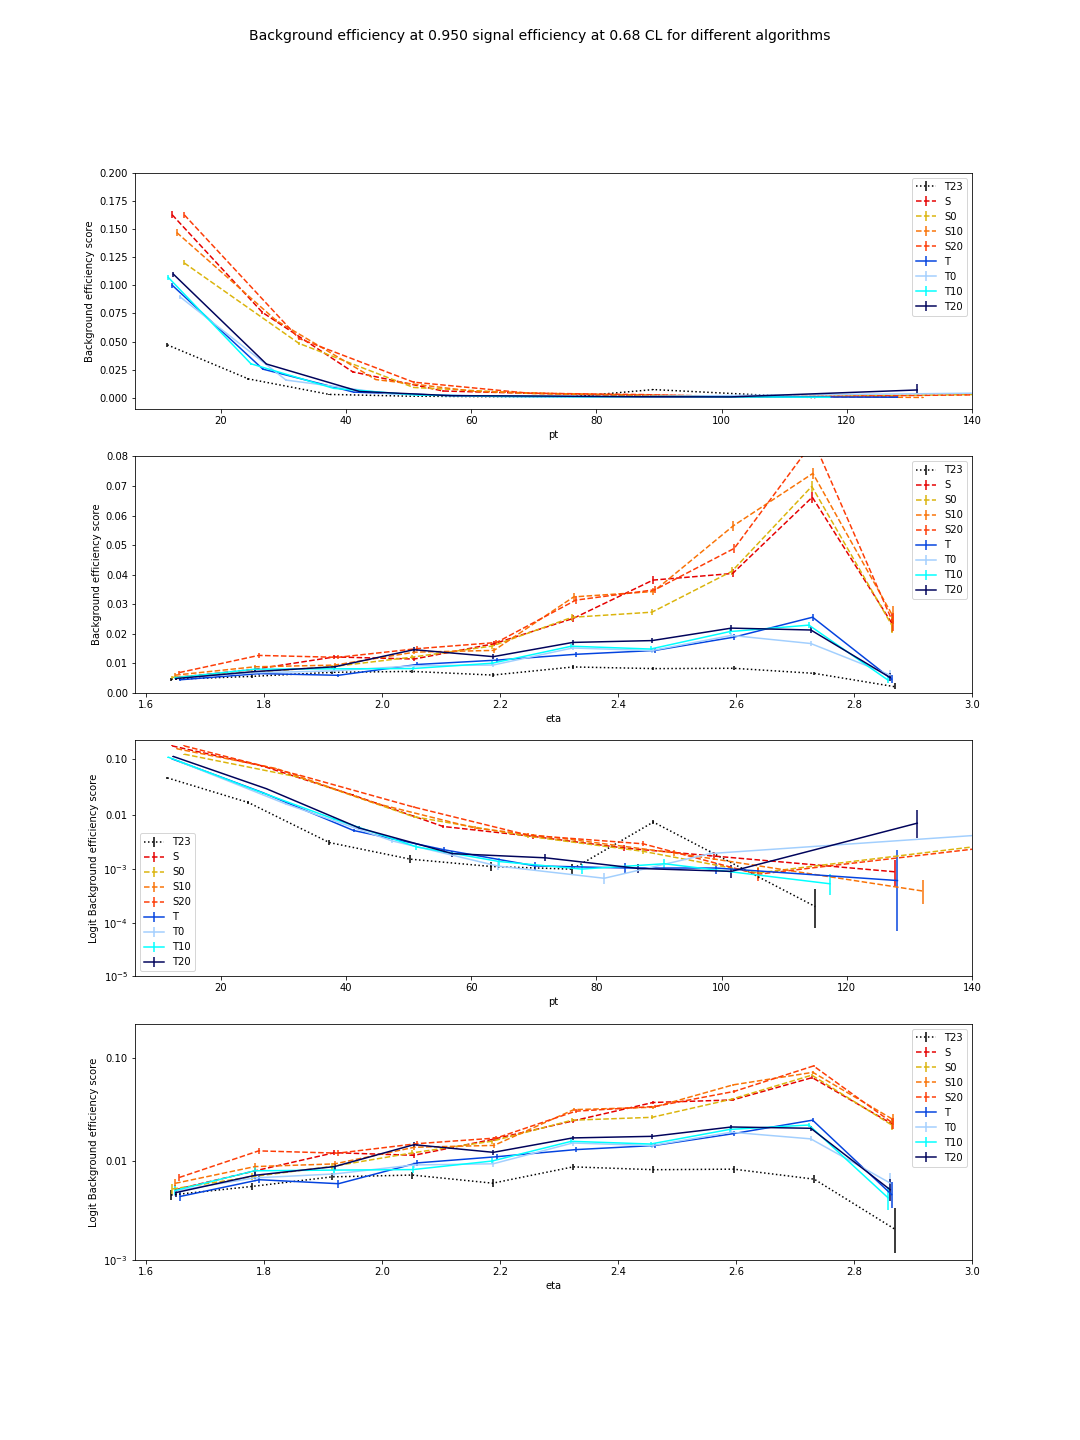 Background efficiency at 0.950 signal efficiency at 0.68 CL for different algorithms
0.200
0.175
0.150
0.125
0.100
0.075
0.050
0.025
0.000
Background efficiency score
20 40 60 80 100 120 140
pt
T23
S
S0
S10
S20
T
T0
T10
T20
0.08
0.07
0.06
0.05
0.04
0.03
0.02
0.01
0.00
Background efficiency score
1.6 1.8 2.0 2.2 2.4 2.6 2.8 3.0
eta
T23
S
S0
S10
S20
T
T0
T10
T20
0.10
0.01
10⁻³
10⁻⁴
10⁻⁵
Logit Background efficiency score
20 40 60 80 100 120 140
pt
T23
S
S0
S10
S20
T
T0
T10
T20
0.10
0.01
10⁻³
Logit Background efficiency score
1.6 1.8 2.0 2.2 2.4 2.6 2.8 3.0
eta
T23
S
S0
S10
S20
T
T0
T10
T20